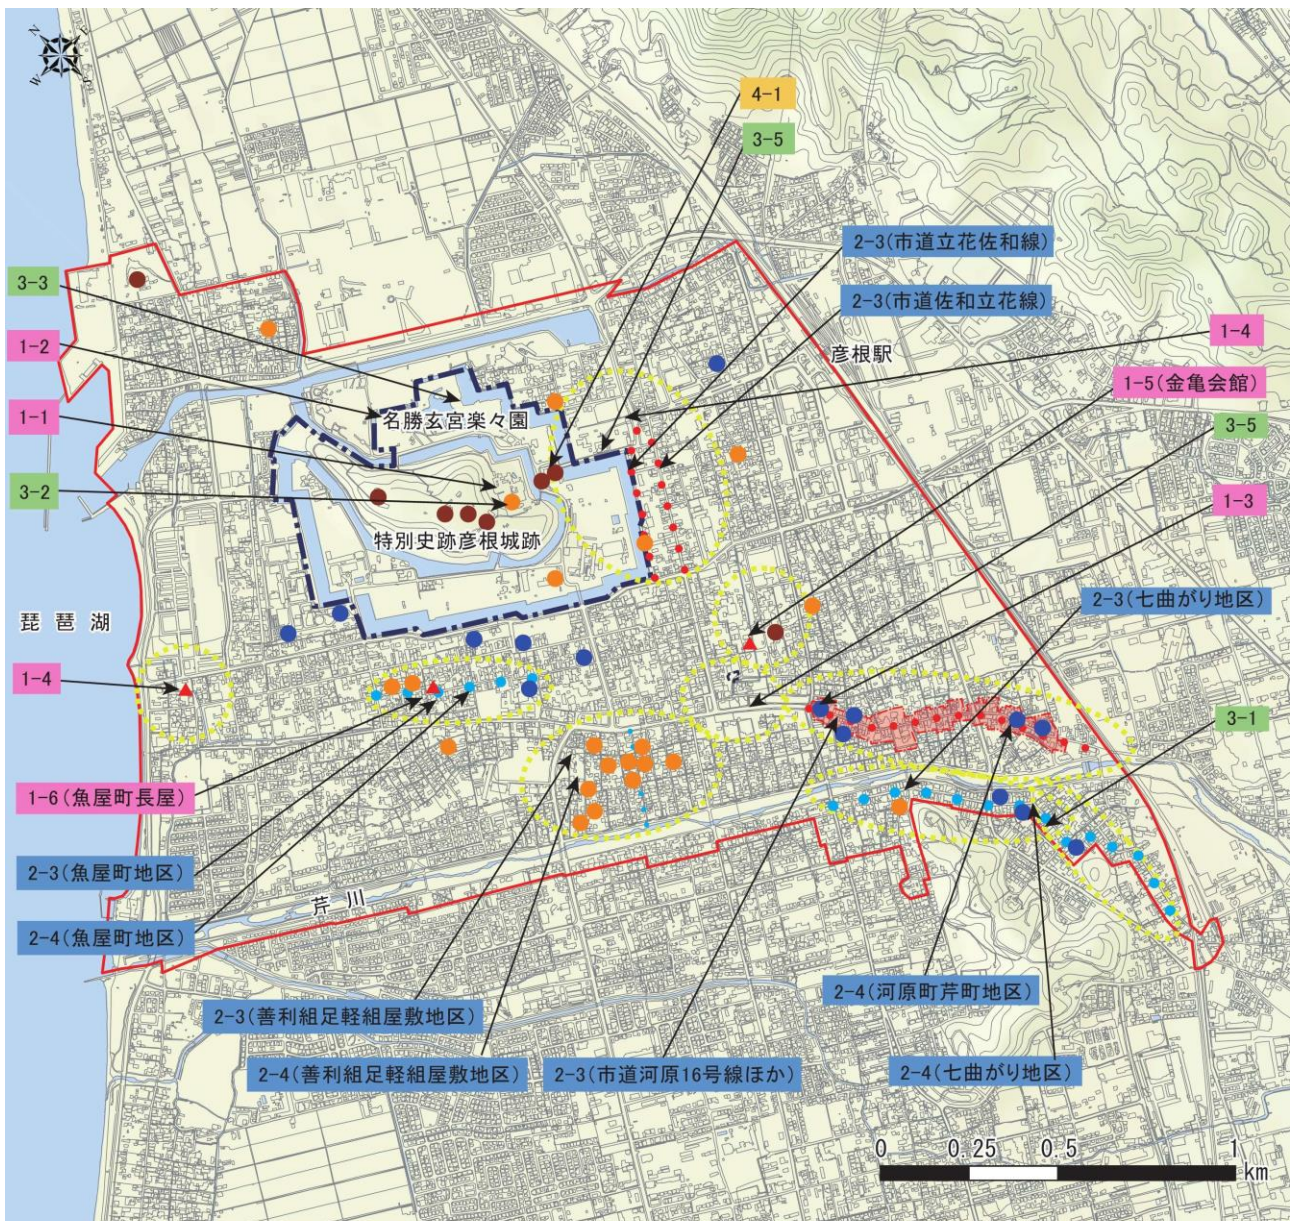 N
E
W
S
4-1
3-5
2-3(市道立花佐和線)
3-3
2-3(市道佐和立花線)
1-4
1-2
彦根駅
1-5(金亀会館)
1-1
名勝玄宮楽々園
3-5
3-2
1-3
特別史跡彦根城跡
2-3(七曲がり地区)
琵琶湖
1-4
3-1
1-6(魚屋町長屋)
2-3(魚屋町地区)
芹川
2-4(魚屋町地区)
2-4(河原町芹町地区)
2-3(善利組足軽組屋敷地区)
2-4(善利組足軽組屋敷地区)
2-3(市道河原16号線ほか)
2-4(七曲がり地区)
0 0.25 0.5 1
km